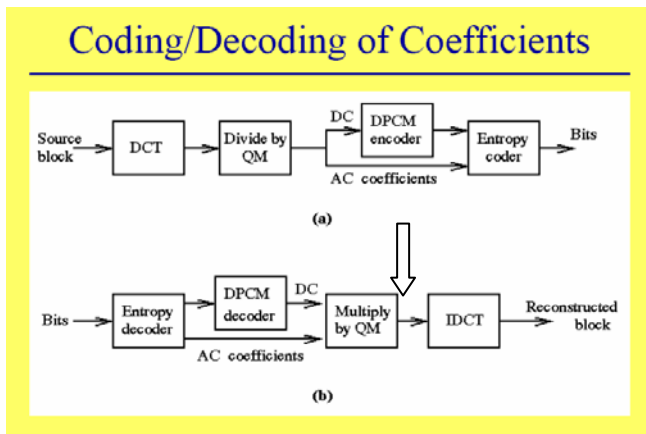 Coding/Decoding of Coefficients
Source
block
DCT
Divide by
QM
DC
DPCM
encoder
AC coefficients
Entropy
coder
Bits
(a)
Bits
Entropy
decoder
DPCM
decoder
DC
AC coefficients
Multiply
by QM
IDCT
Reconstructed
block
(b)